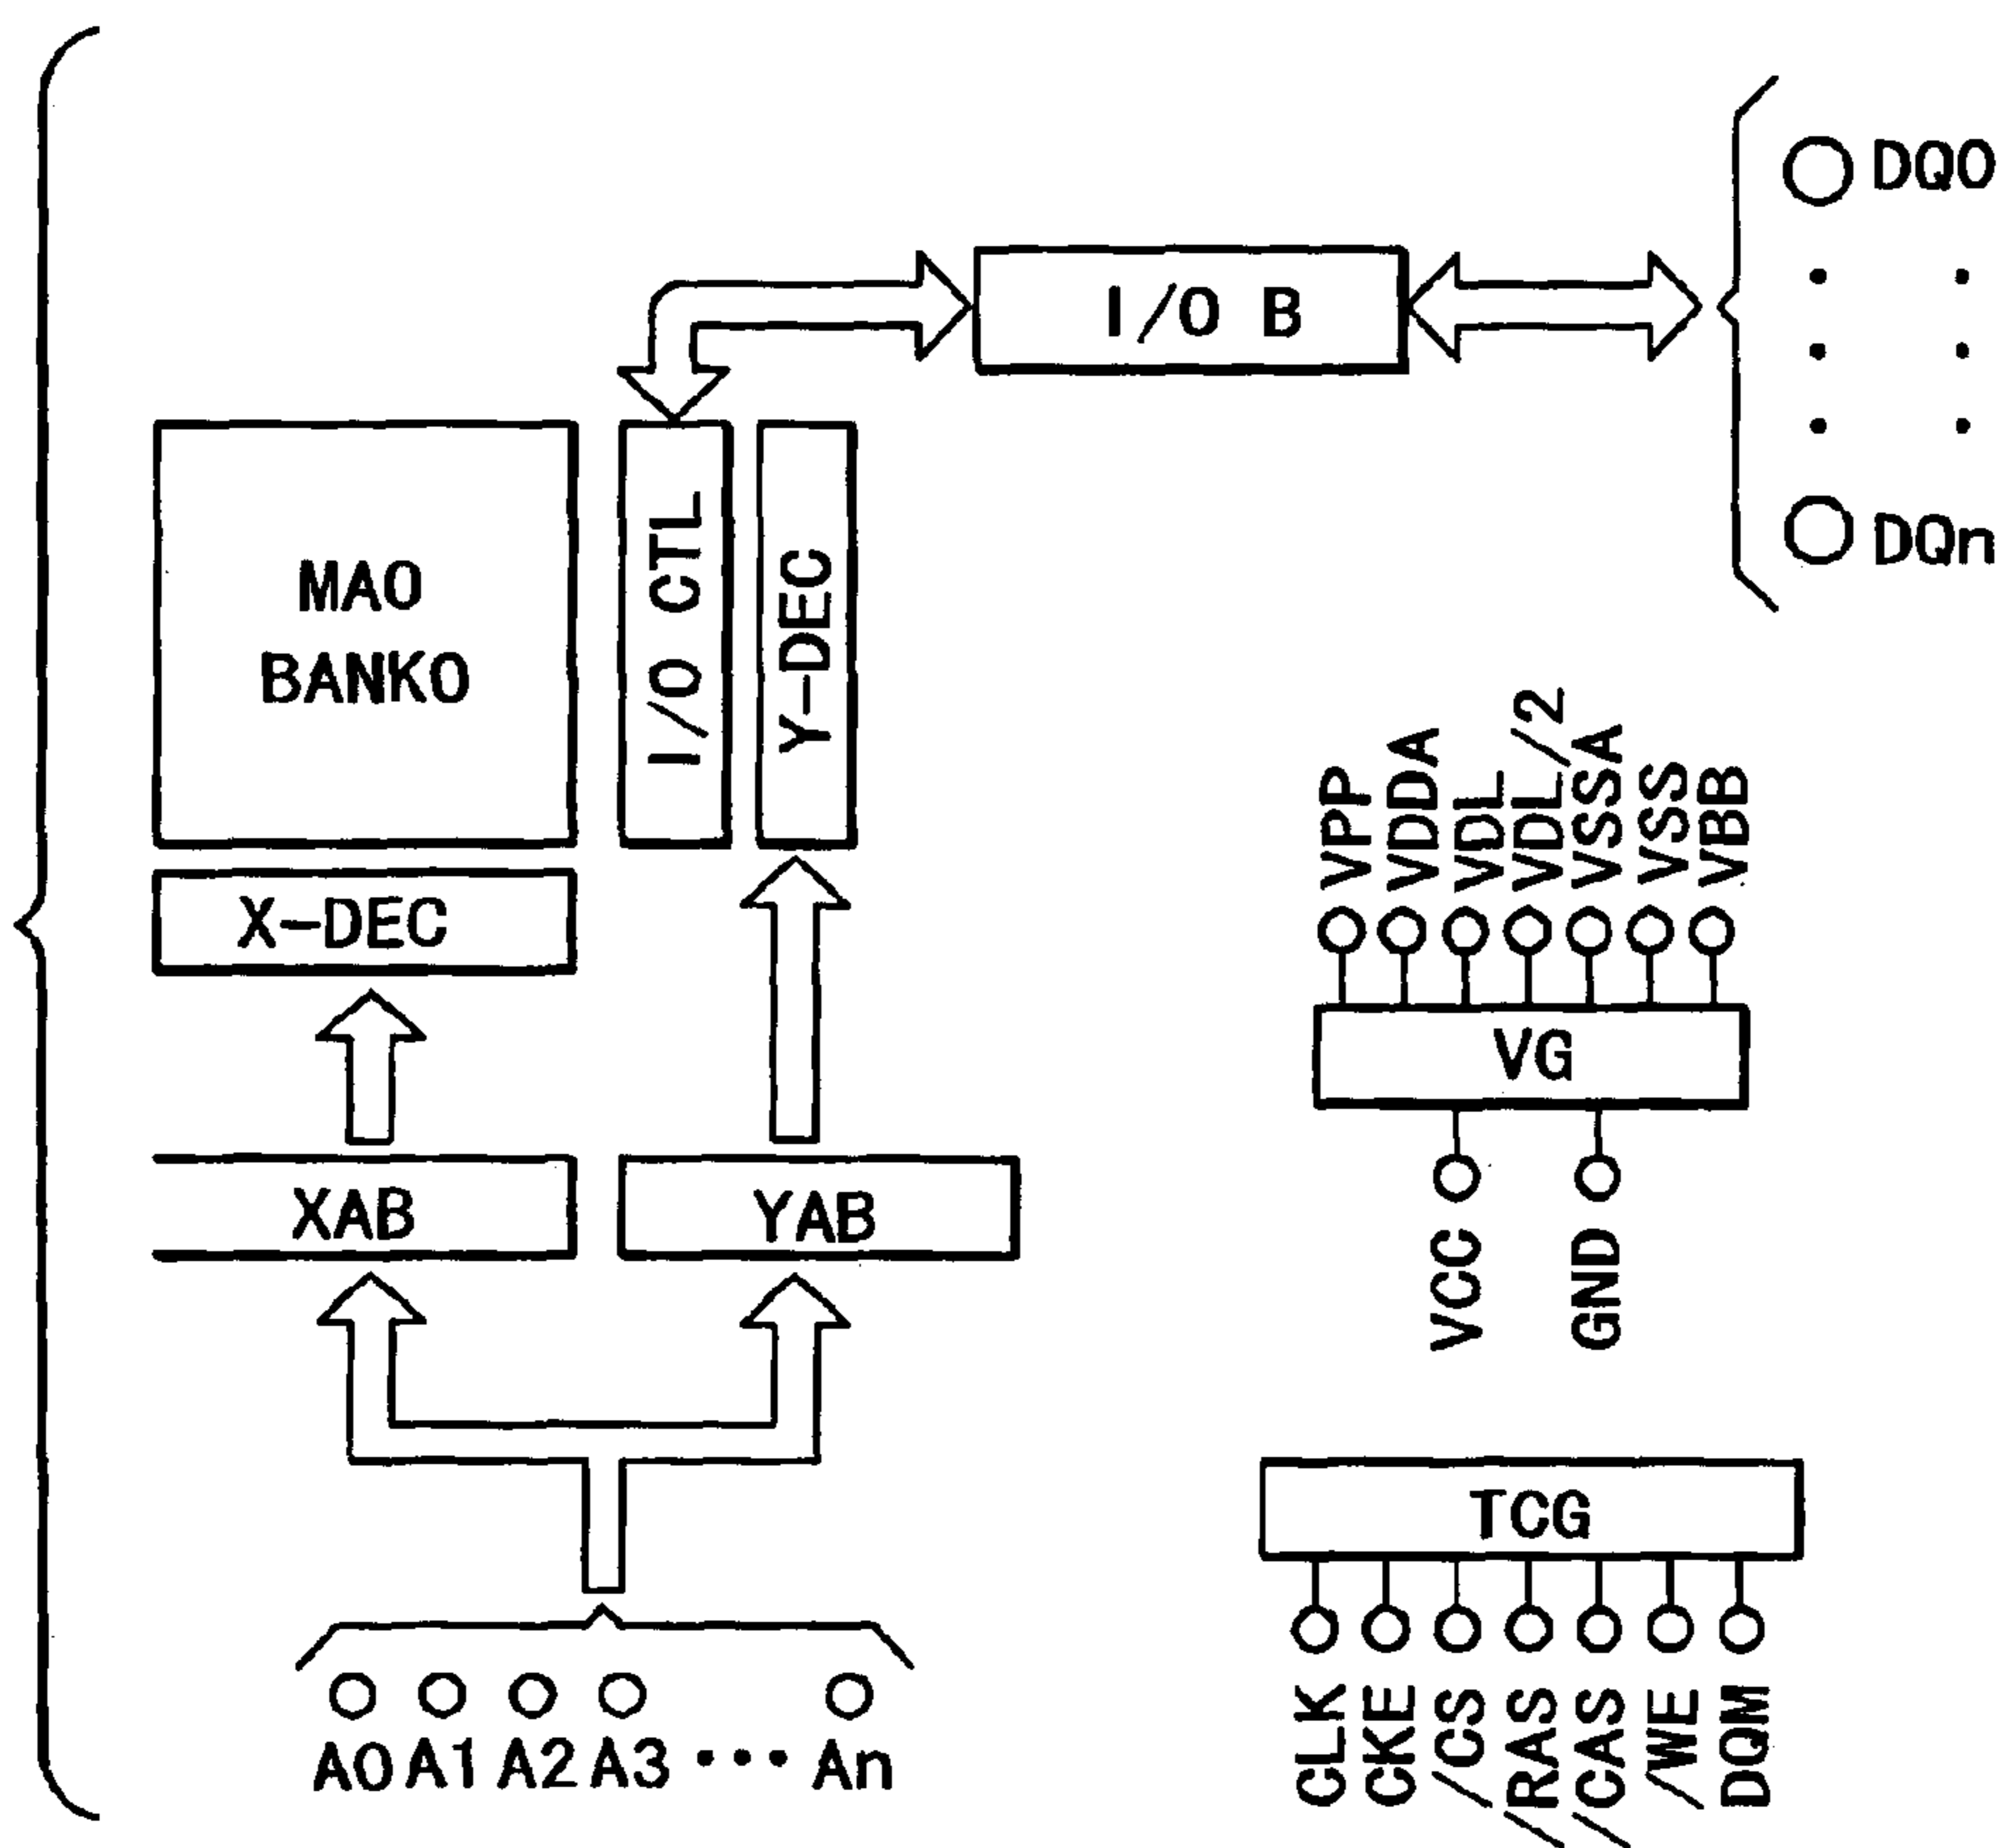 DQ0
I/O B
DQn
MA0
BANK0
I/O CTL
Y-DEC
X-DEC
VPP
VDDA
VDL
VDL/2
VSSA
VSS
VBB
VG
VCC
GND
XAB
YAB
TCG
CLK
CKE
/CS
/RAS
/CAS
/WE
DQM
A0 A1 A2 A3 ··· An